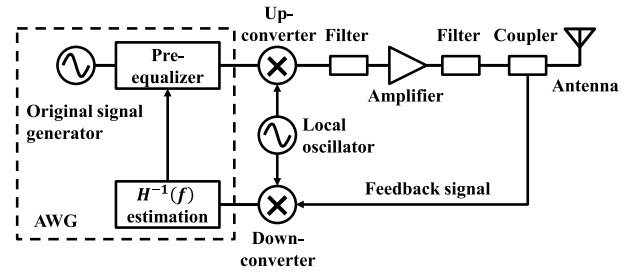 Up-
converter
Filter
Filter
Coupler
Pre-
equalizer
Amplifier
Antenna
Original signal
generator
Local
oscillator
H⁻¹(f)
estimation
Feedback signal
AWG
Down-
converter